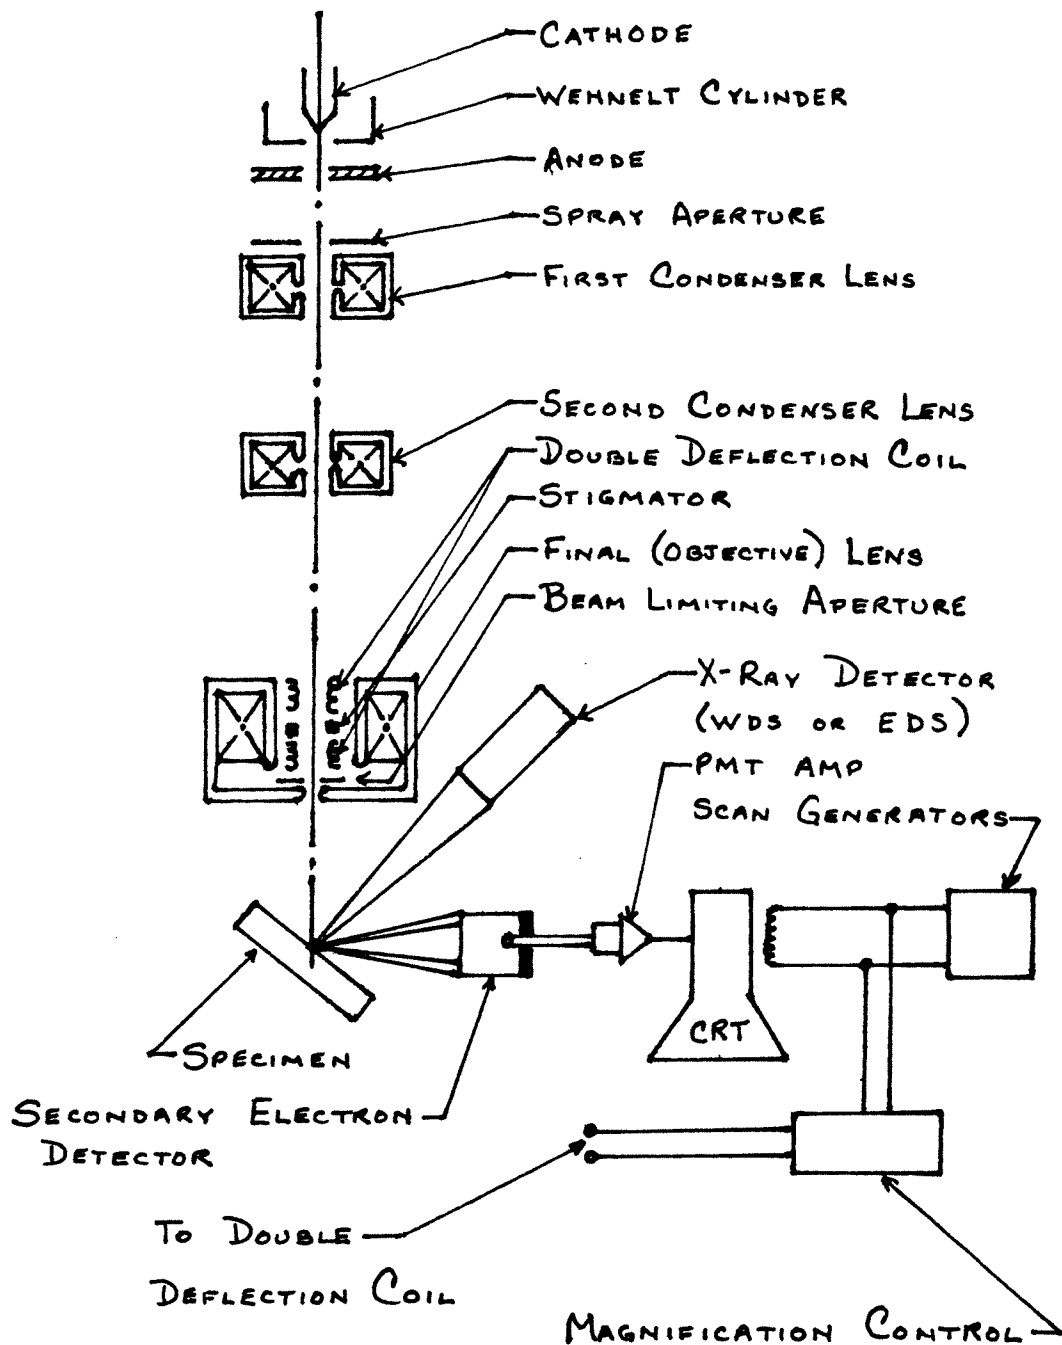 CATHODE
WEHNELT CYLINDER
ANODE
SPRAY APERTURE
FIRST CONDENSER LENS
SECOND CONDENSER LENS
DOUBLE DEFLECTION COIL
STIGMATOR
FINAL (OBJECTIVE) LENS
BEAM LIMITING APERTURE
X-RAY DETECTOR
(WDS OR EDS)
PMT AMP
SCAN GENERATORS
CRT
SPECIMEN
SECONDARY ELECTRON
DETECTOR
TO DOUBLE
DEFLECTION COIL
MAGNIFICATION CONTROL